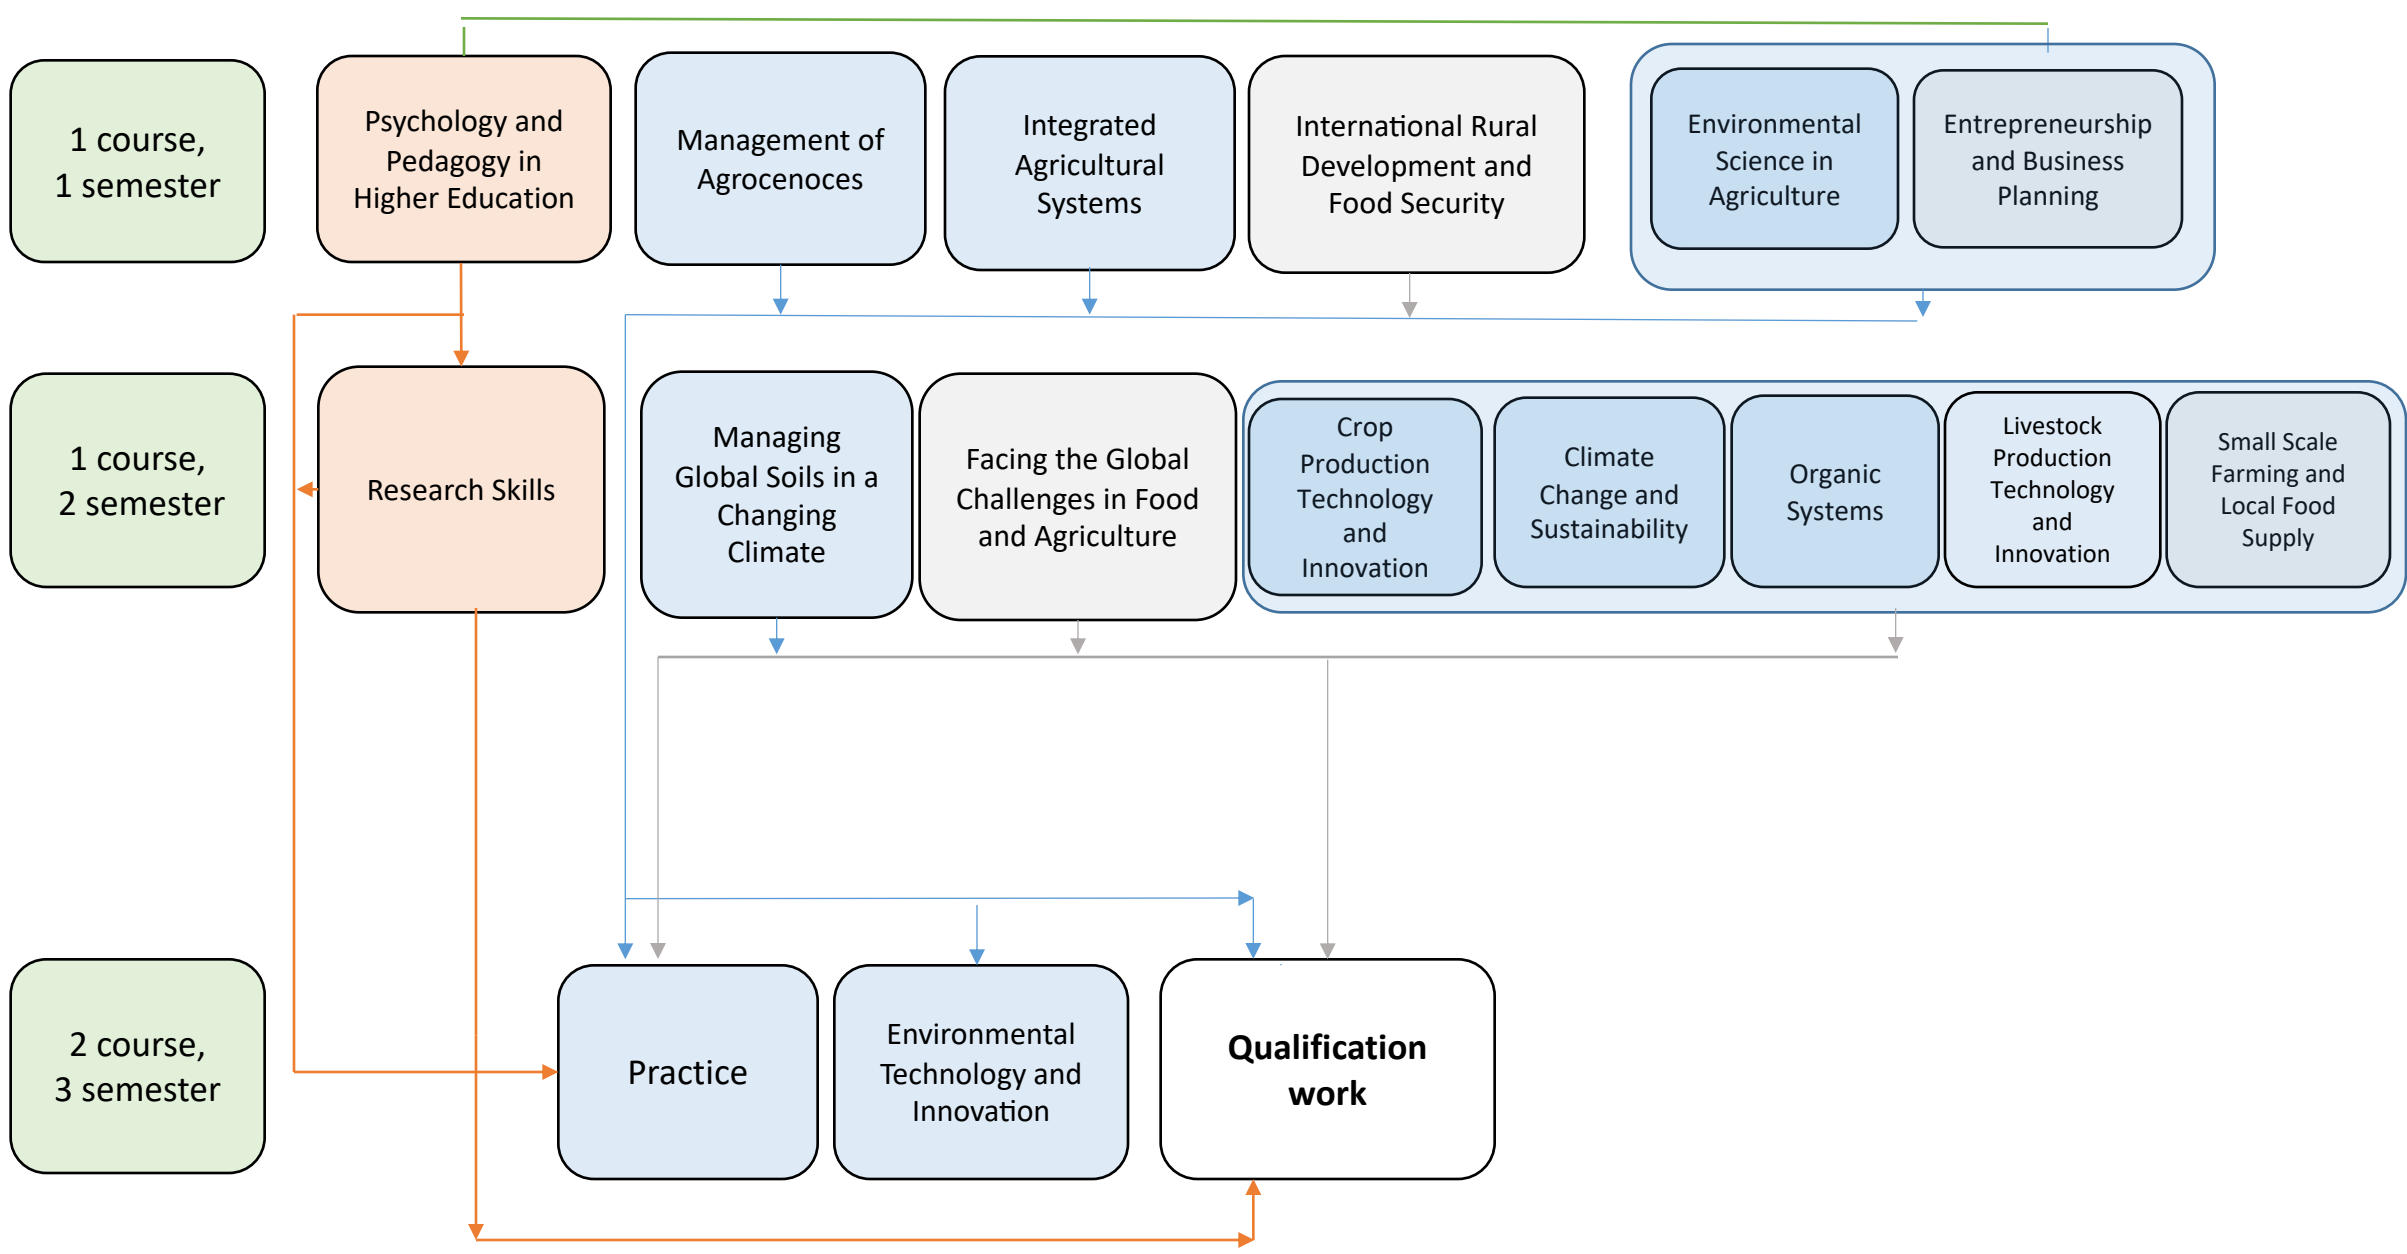 1 course,
1 semester
Psychology and
Pedagogy in
Higher Education
Management of
Agrocenoces
Integrated
Agricultural
Systems
International Rural
Development and
Food Security
Environmental
Science in
Agriculture
Entrepreneurship
and Business
Planning
1 course,
2 semester
Research Skills
Managing
Global Soils in a
Changing
Climate
Facing the Global
Challenges in Food
and Agriculture
Crop
Production
Technology
and
Innovation
Climate
Change and
Sustainability
Organic
Systems
Livestock
Production
Technology
and
Innovation
Small Scale
Farming and
Local Food
Supply
2 course,
3 semester
Practice
Environmental
Technology and
Innovation
Qualification
work